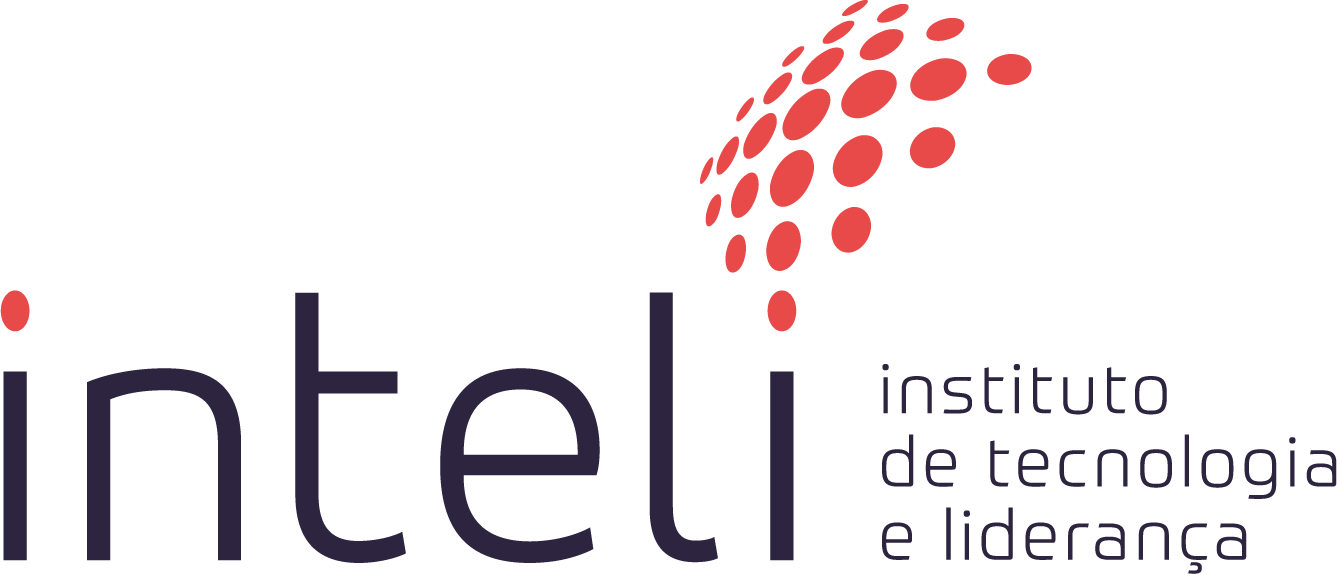 inteli
instituto
de tecnologia
e liderança